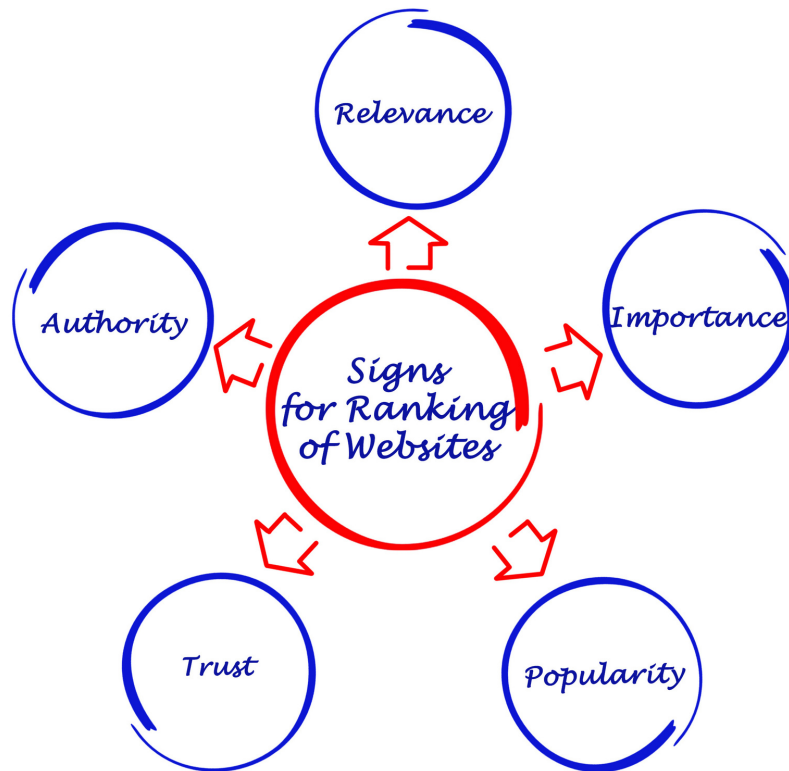 Relevance
Authority
Importance
Signs
for Ranking
of Websites
Trust
Popularity